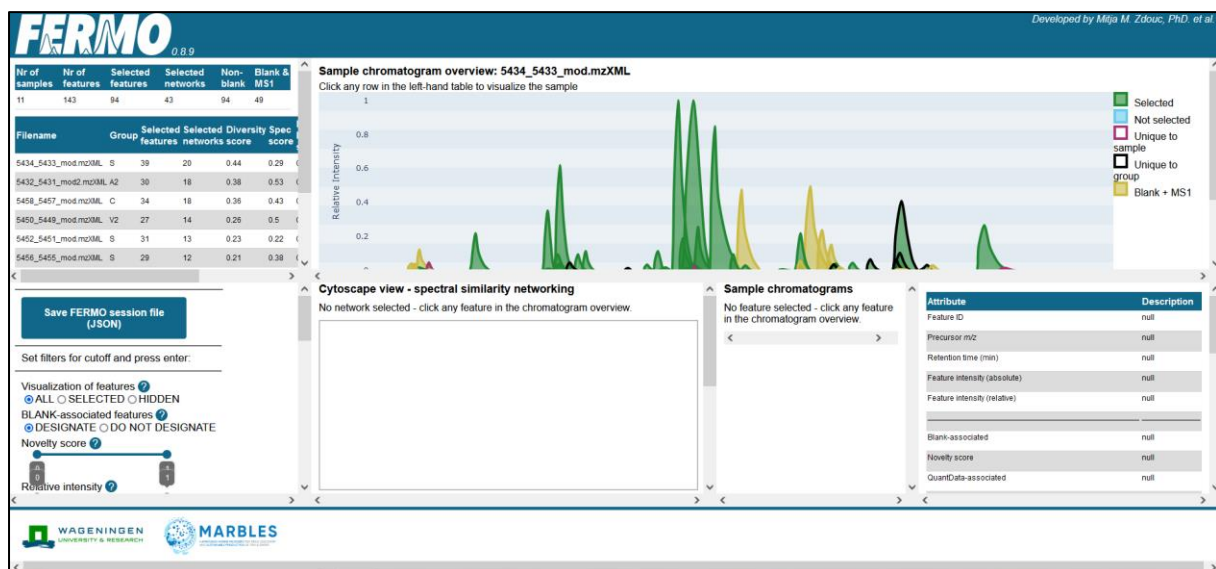 FERMO 0.8.9
Developed by Mitja M. Zdouc, PhD. et al.
Nr of samples Nr of features Selected features Selected networks Non-blank Blank & MS1
11 143 94 43 94 49
Filename Group Selected features Selected networks Diversity score Spec score
5434_5433_mod.mzXML S 39 20 0.44 0.29
5432_5431_mod2.mzXML A2 30 18 0.38 0.53
5458_5457_mod.mzXML C 34 18 0.36 0.43
5450_5449_mod.mzXML V2 27 14 0.26 0.5
5452_5451_mod.mzXML S 31 13 0.23 0.22
5456_5455_mod.mzXML S 29 12 0.21 0.38
Sample chromatogram overview: 5434_5433_mod.mzXML
Click any row in the left-hand table to visualize the sample
Relative Intensity
1
0.8
0.6
0.4
0.2
0
Selected
Not selected
Unique to
sample
Unique to
group
Blank + MS1
Save FERMO session file
(JSON)
Set filters for cutoff and press enter:
Visualization of features ?
ALL SELECTED HIDDEN
BLANK-associated features ?
DESIGNATE DO NOT DESIGNATE
Novelty score ?
0 1
0 1
Relative intensity ?
Cytoscape view - spectral similarity networking
No network selected - click any feature in the chromatogram overview.
Sample chromatograms
No feature selected - click any feature
in the chromatogram overview.
Attribute Description
Feature ID null
Precursor m/z null
Retention time (min) null
Feature intensity (absolute) null
Feature intensity (relative) null
Blank-associated null
Novelty score null
QuantData-associated null
WAGENINGEN
UNIVERSITY & RESEARCH
MARBLES